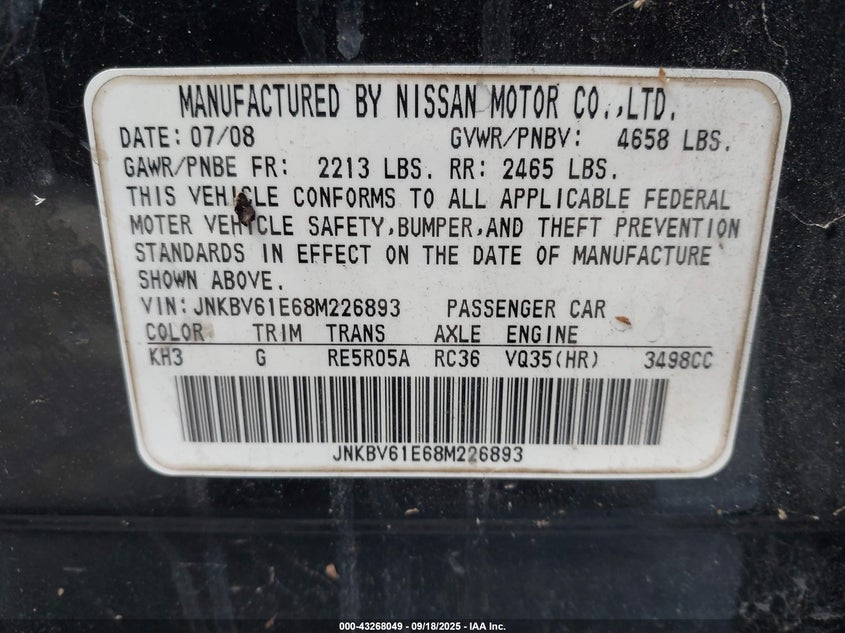 MANUFACTURED BY NISSAN MOTOR CO.,LTD.
DATE: 07/08 GVWR/PNBV: 4658 LBS.
GAWR/PNBE FR: 2213 LBS. RR: 2465 LBS.
THIS VEHICLE CONFORMS TO ALL APPLICABLE FEDERAL
MOTER VEHICLE SAFETY,BUMPER,AND THEFT PREVENTION
STANDARDS IN EFFECT ON THE DATE OF MANUFACTURE
SHOWN ABOVE.
VIN: JNKBV61E68M226893 PASSENGER CAR
COLOR TRIM TRANS AXLE ENGINE
KH3 G RE5R05A RC36 VQ35(HR) 3498CC
JNKBV61E68M226893
000-43268049 - 09/18/2025 - IAA Inc.